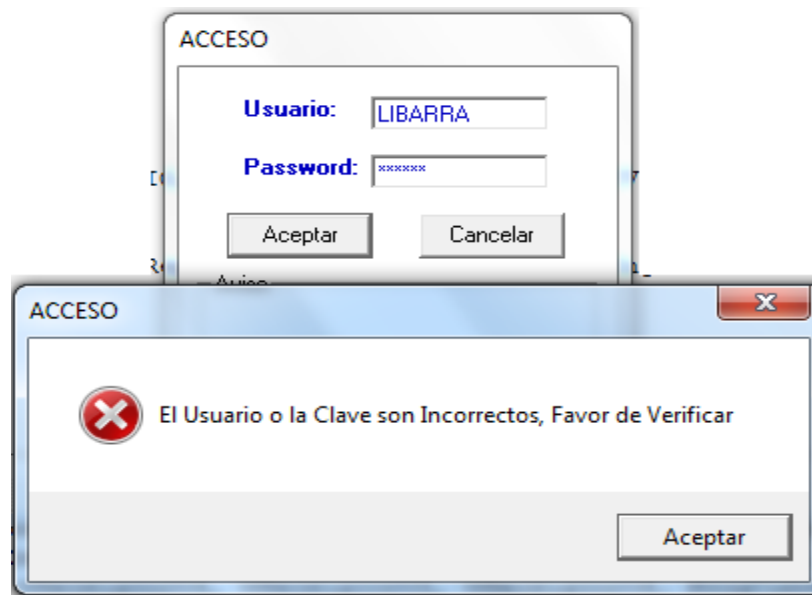 ACCESO
Usuario: LIBARRA
Password: ××××××
Aceptar Cancelar
ACCESO
El Usuario o la Clave son Incorrectos, Favor de Verificar
Aceptar